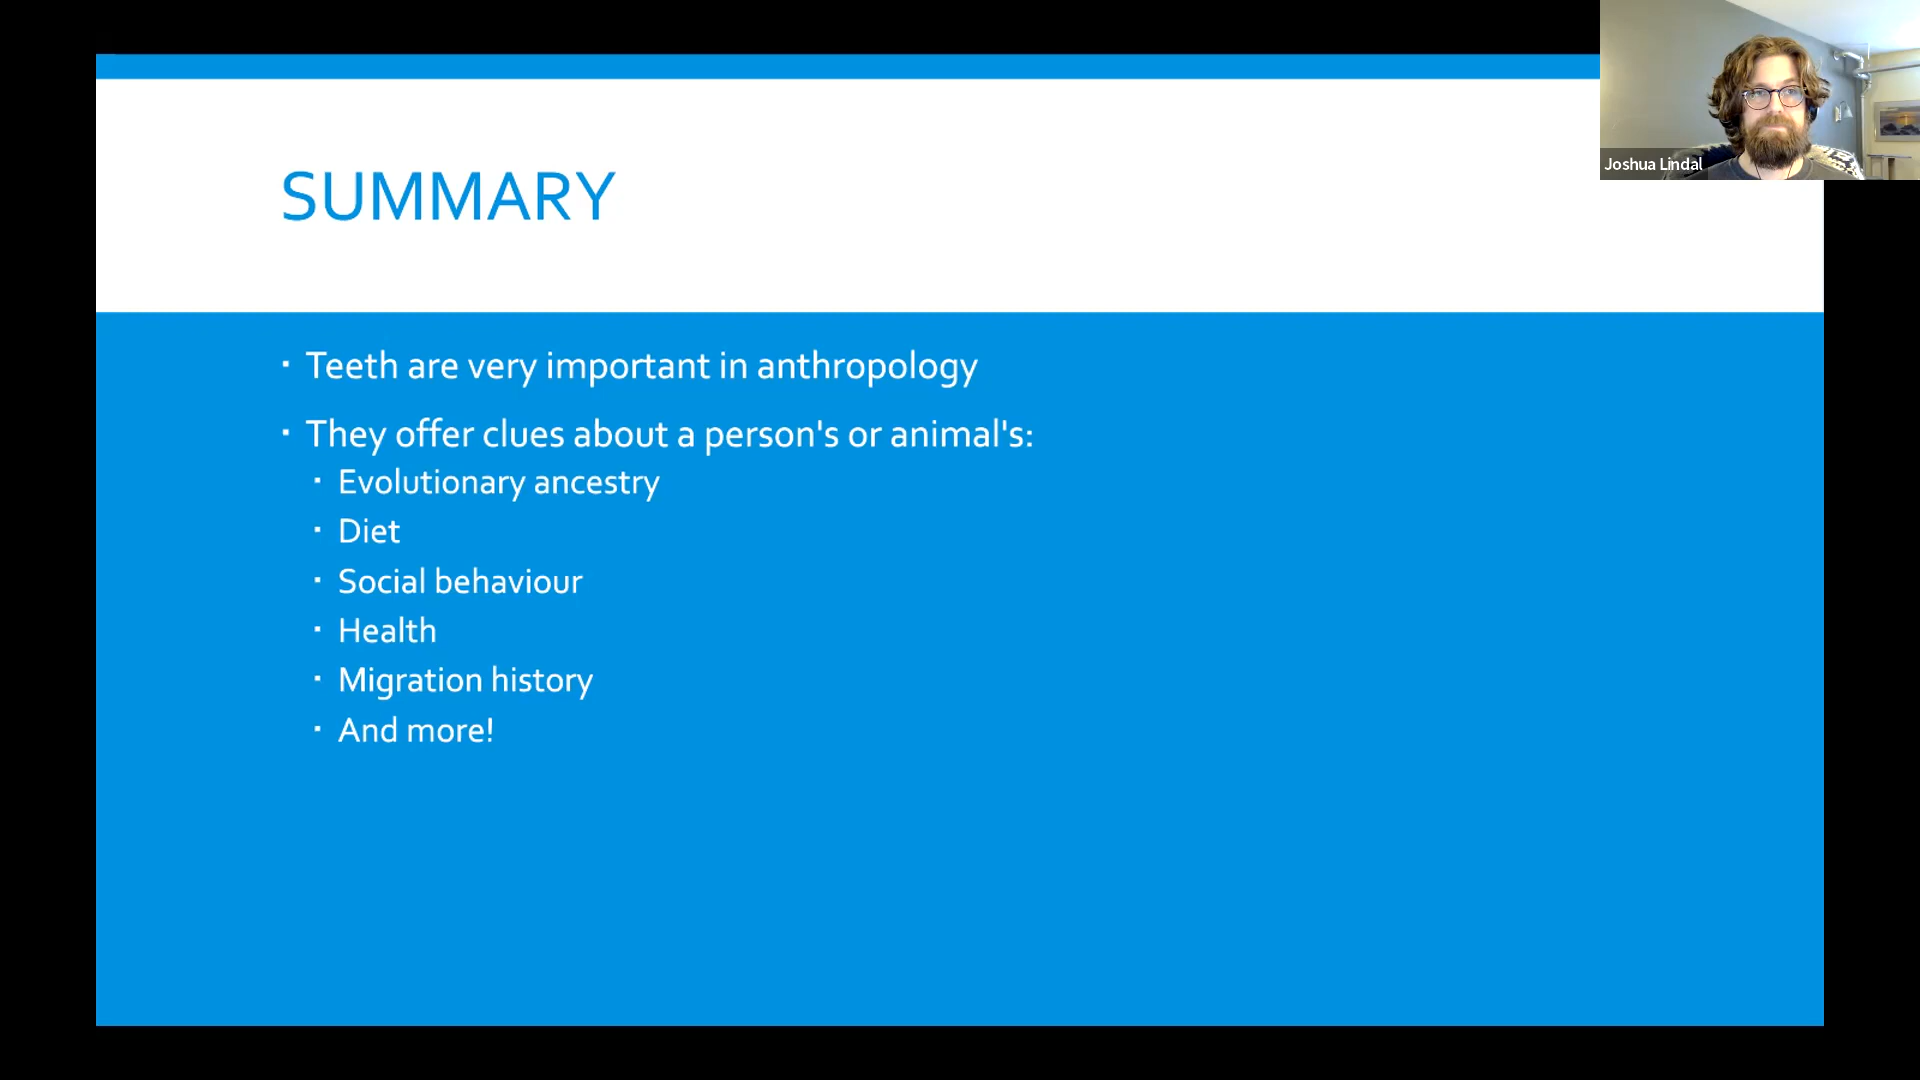 SUMMARY
Teeth are very important in anthropology
They offer clues about a person's or animal's:
Evolutionary ancestry
Diet
Social behaviour
Health
Migration history
And more!
Joshua Lindal